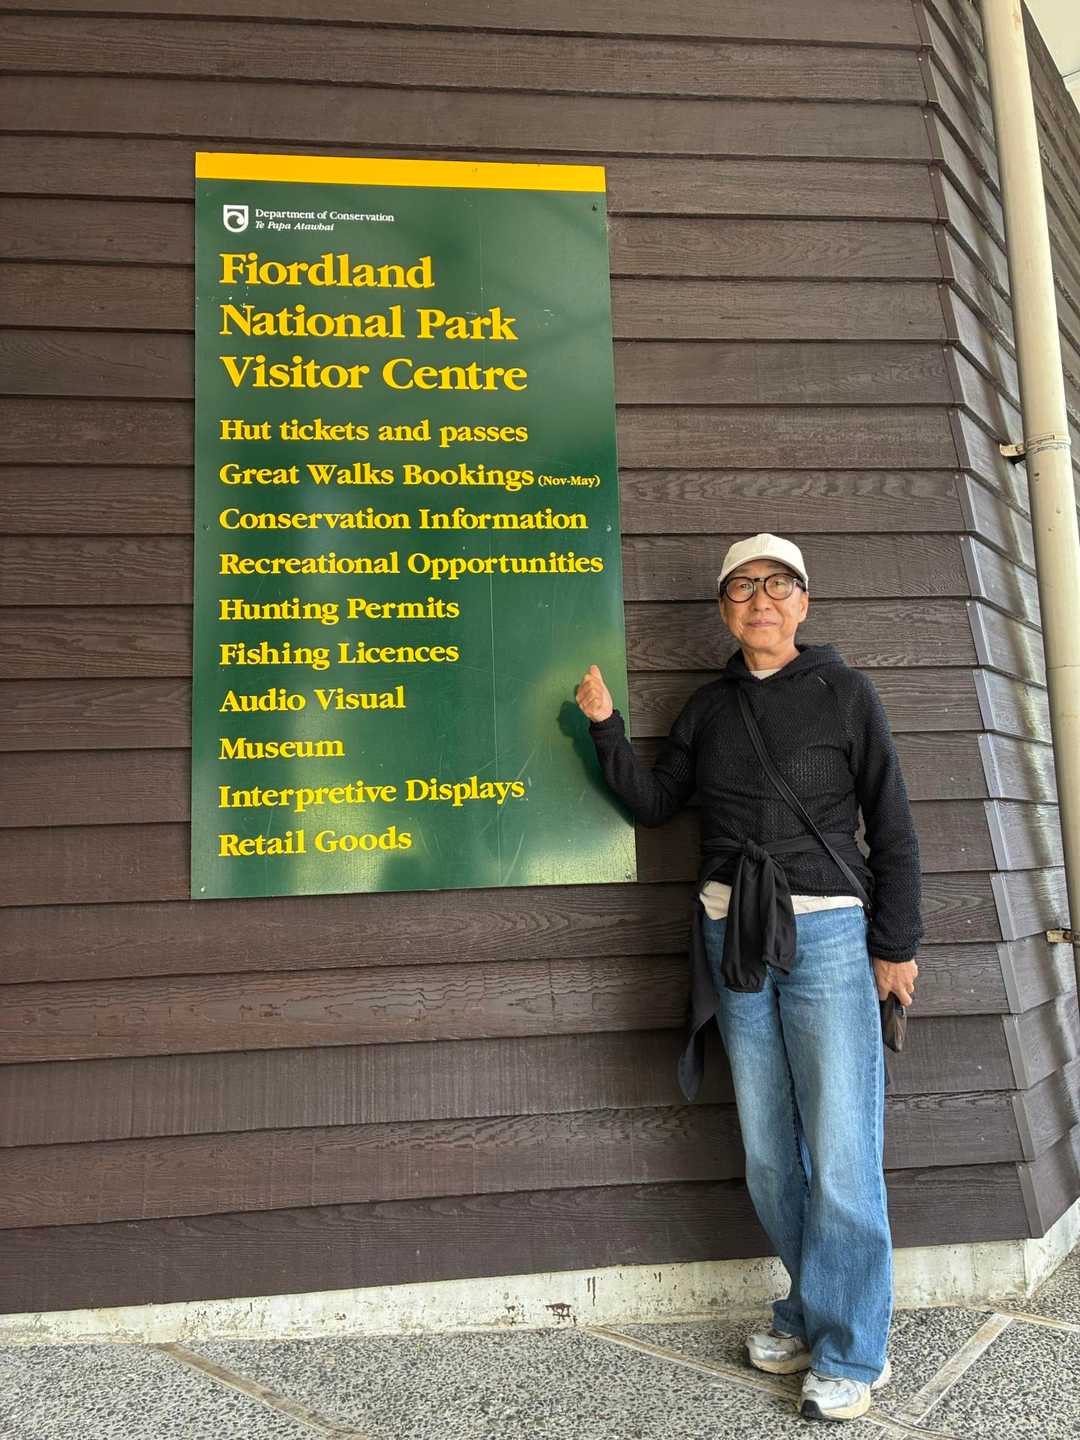 Department of Conservation
Te Papa Atawhai
Fiordland
National Park
Visitor Centre
Hut tickets and passes
Great Walks Bookings (Nov-May)
Conservation Information
Recreational Opportunities
Hunting Permits
Fishing Licences
Audio Visual
Museum
Interpretive Displays
Retail Goods